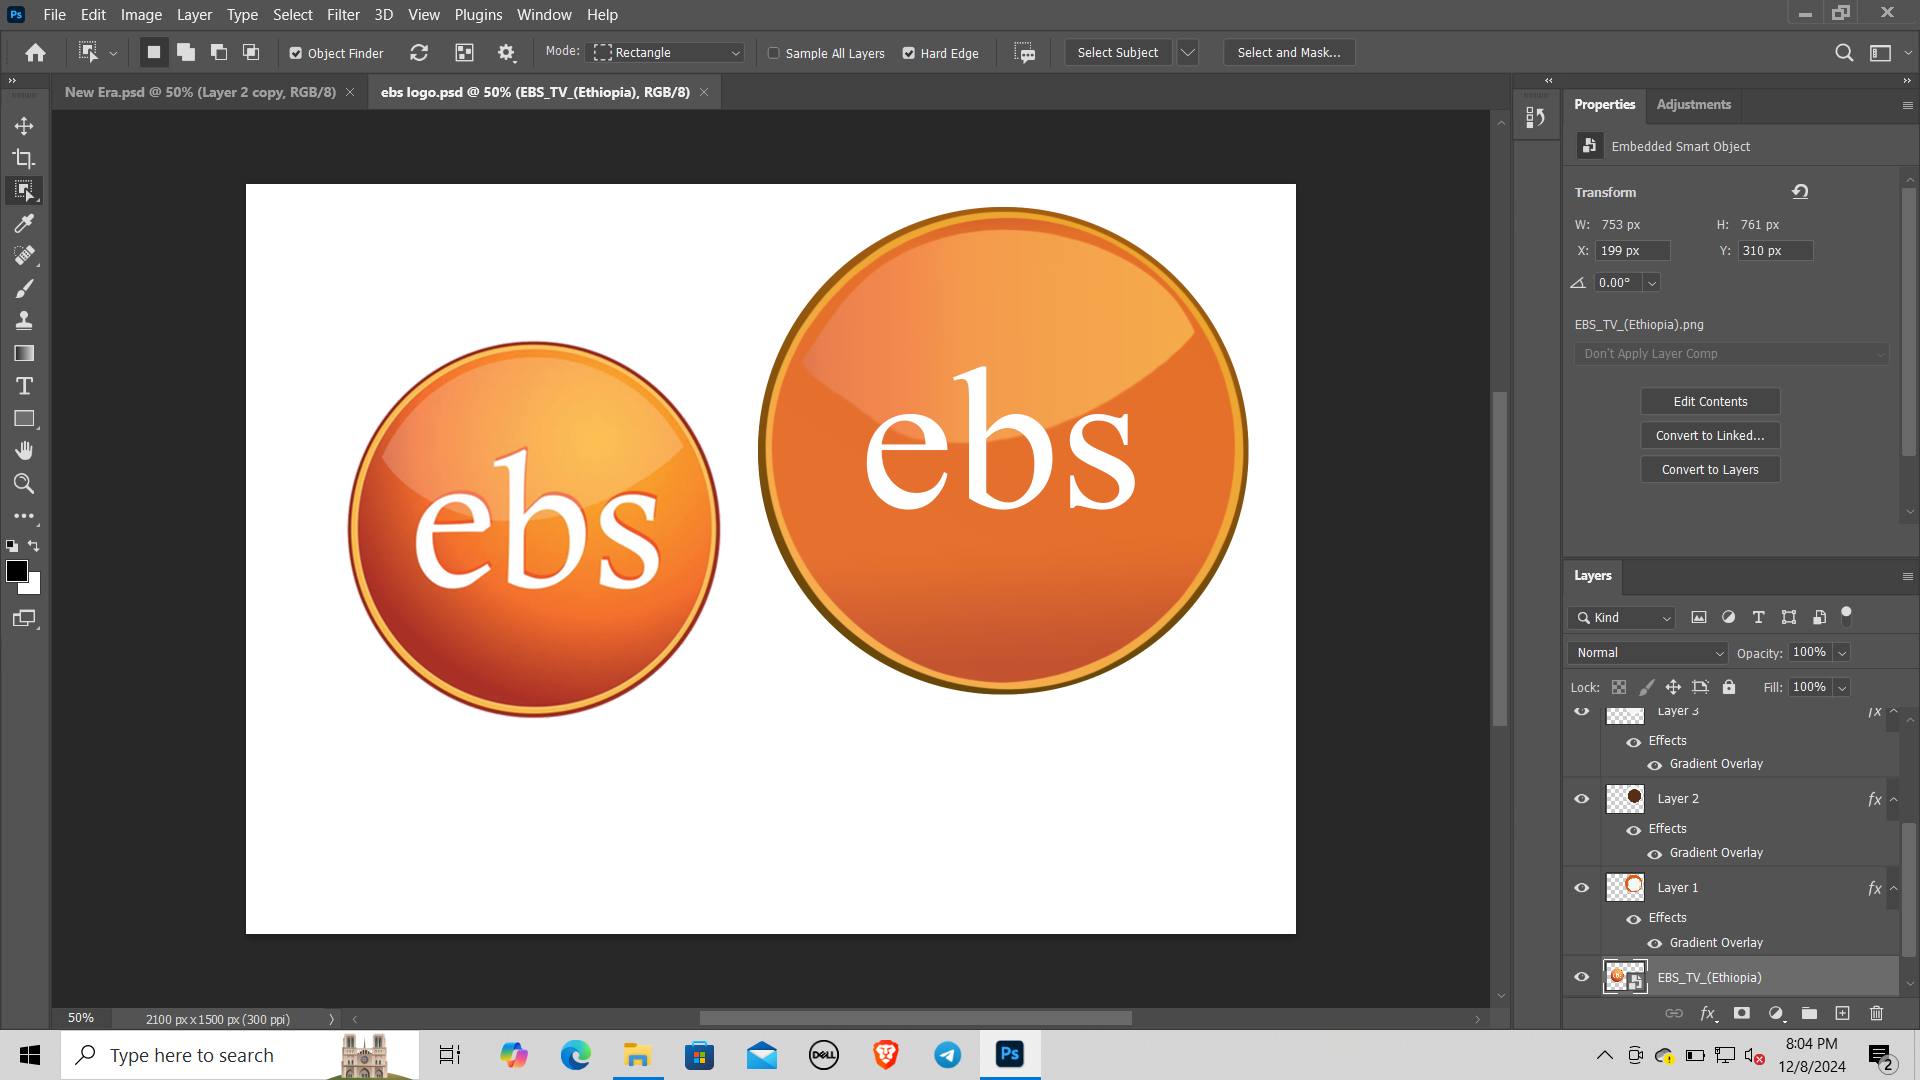 Ps File Edit Image Layer Type Select Filter 3D View Plugins Window Help
Object Finder Mode: Rectangle Sample All Layers Hard Edge Select Subject Select and Mask...
New Era.psd @ 50% (Layer 2 copy, RGB/8) × ebs logo.psd @ 50% (EBS_TV_(Ethiopia), RGB/8) ×
Properties Adjustments
Embedded Smart Object
Transform
W: 753 px H: 761 px
X: 199 px Y: 310 px
0.00°
EBS_TV_(Ethiopia).png
Don't Apply Layer Comp
Edit Contents
Convert to Linked...
Convert to Layers
ebs
ebs
Layers
Kind
Normal Opacity: 100%
Lock: Fill: 100%
Layer 3 fx
Effects
Gradient Overlay
Layer 2 fx
Effects
Gradient Overlay
Layer 1 fx
Effects
Gradient Overlay
EBS_TV_(Ethiopia)
fx
50% 2100 px x 1500 px (300 ppi)
Type here to search
DELL
Ps
8:04 PM
12/8/2024
2